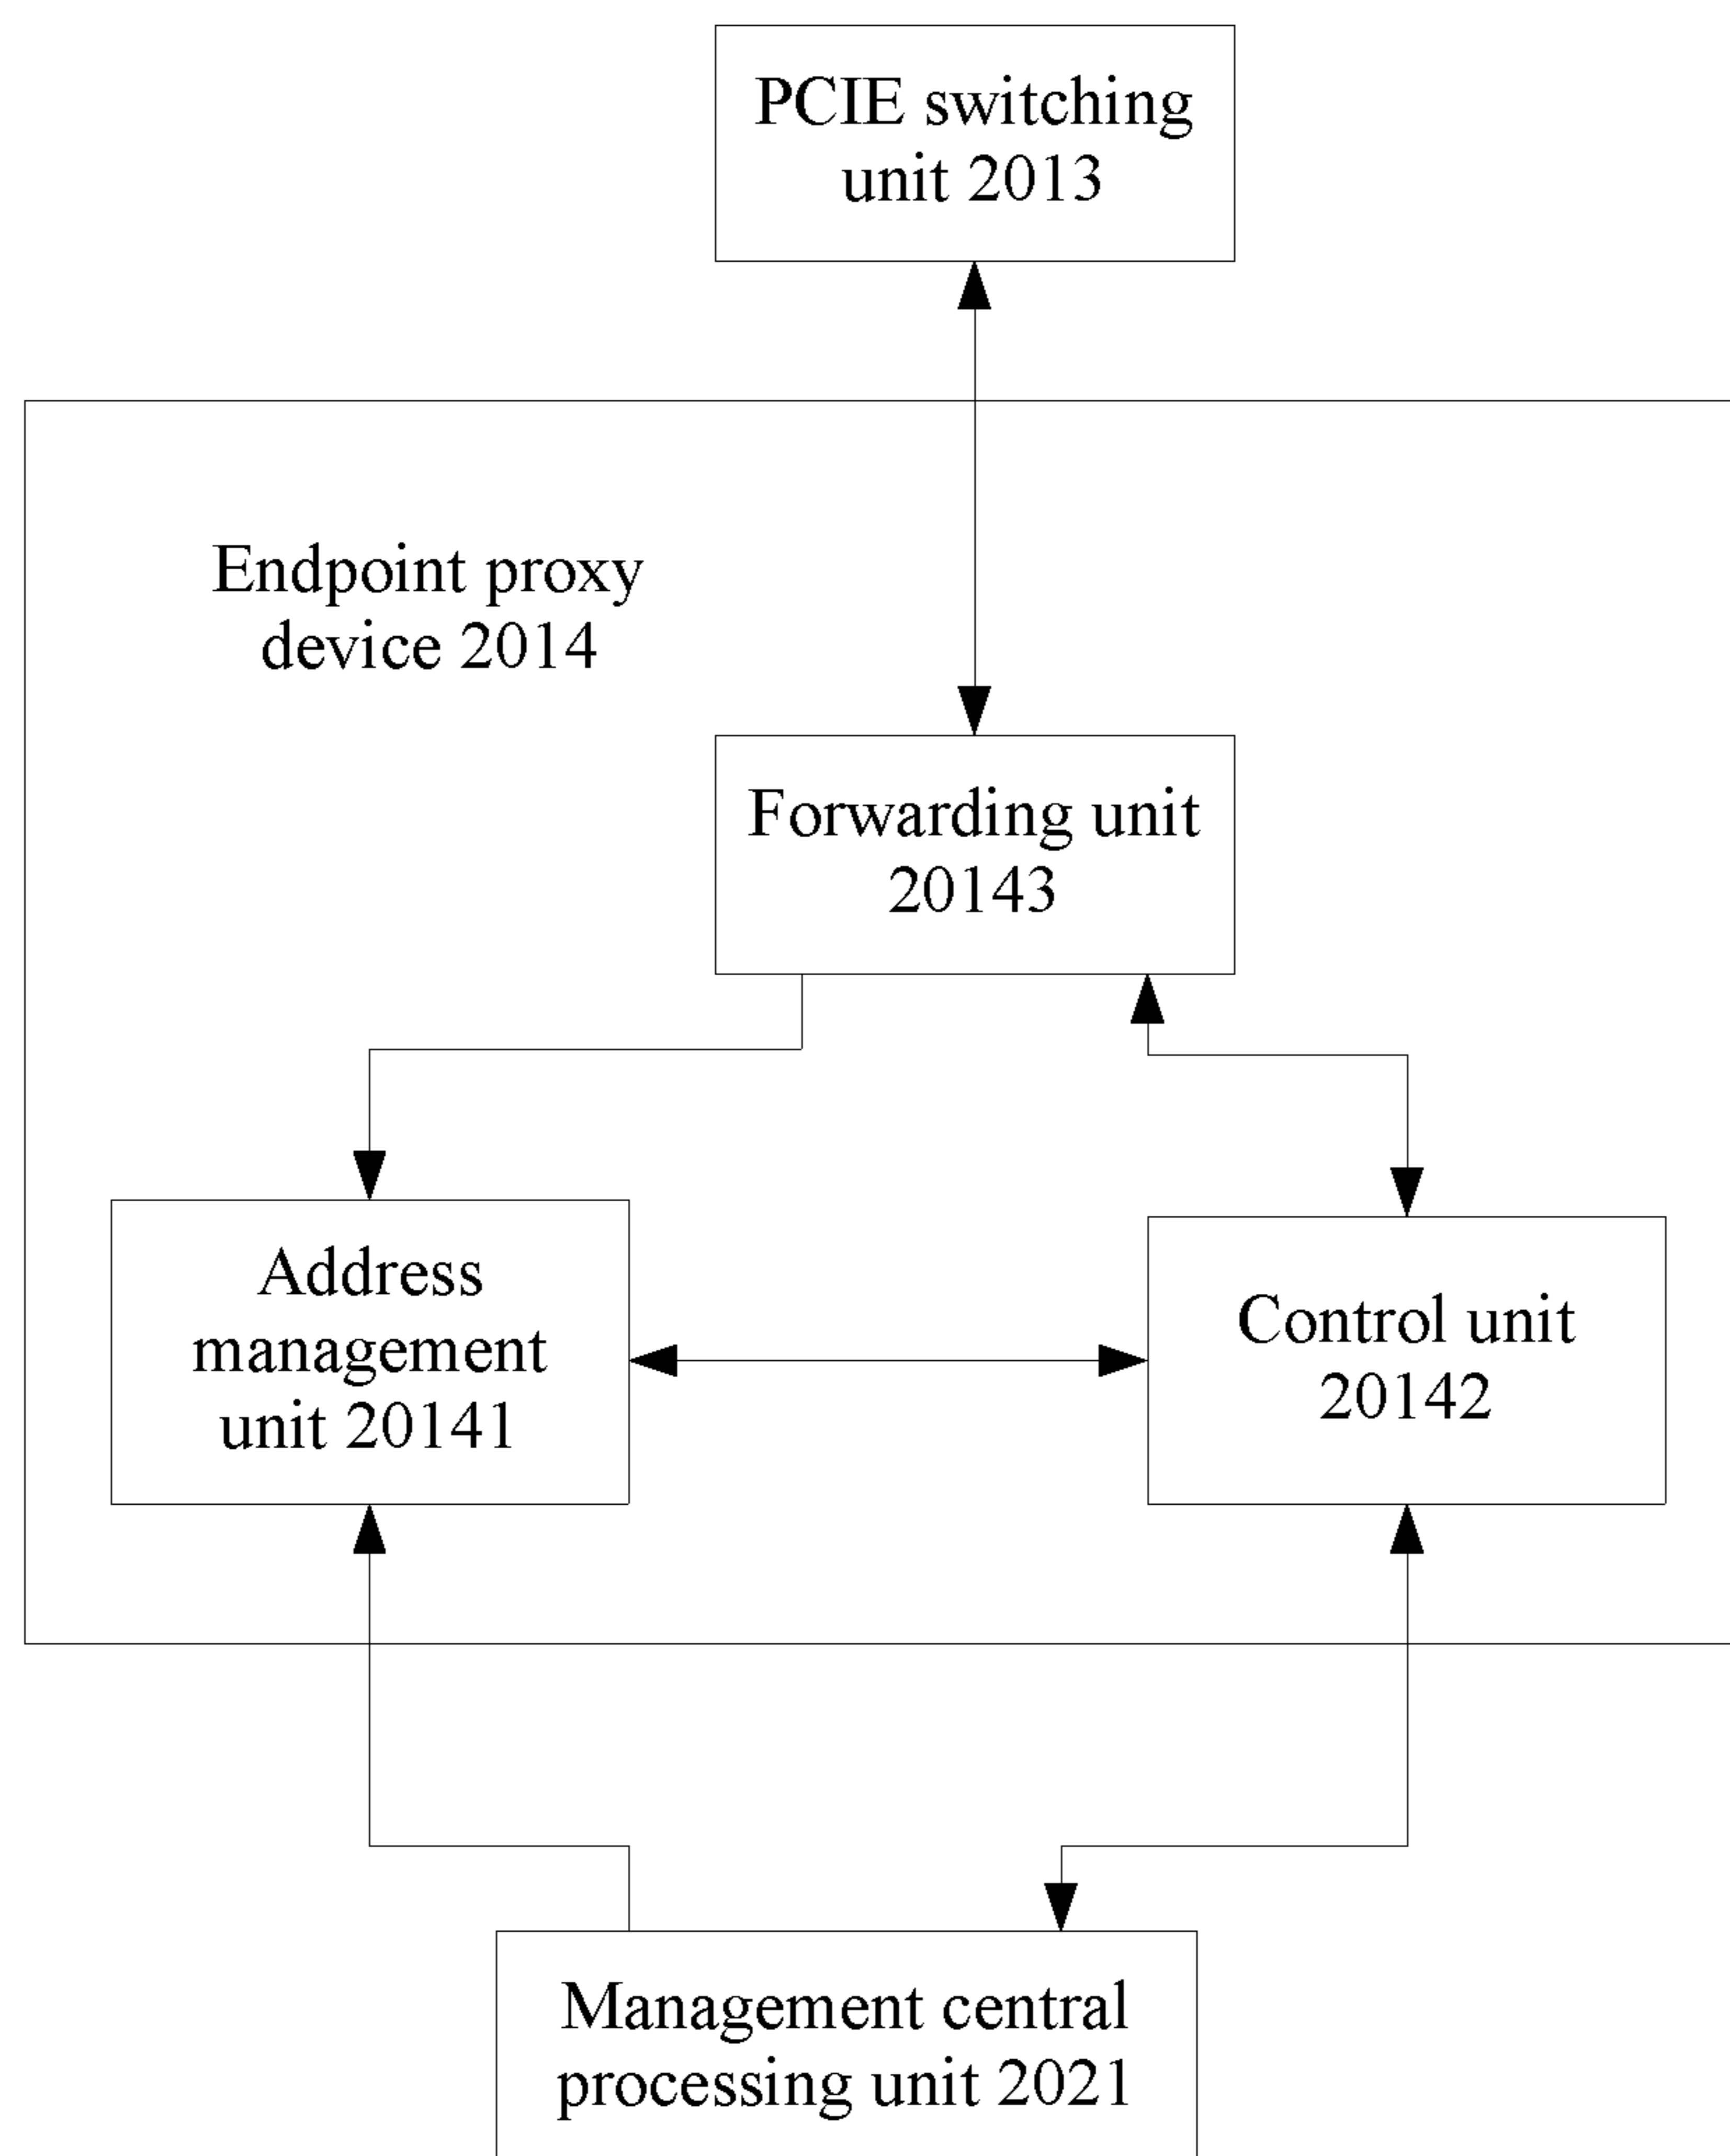 PCIE switching
unit 2013
Endpoint proxy
device 2014
Forwarding unit
20143
Address
management
unit 20141
Control unit
20142
Management central
processing unit 2021